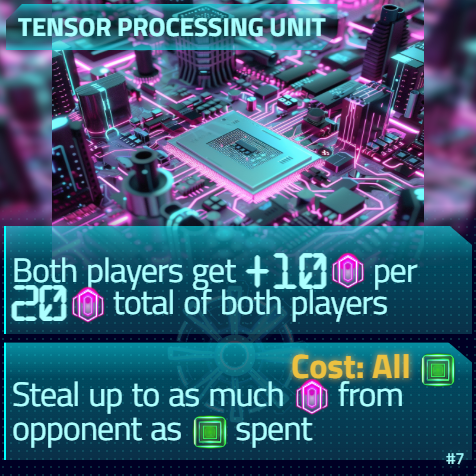 TENSOR PROCESSING UNIT
Both players get +10 per
20 total of both players
Cost: All
Steal up to as much from
opponent as spent
#7